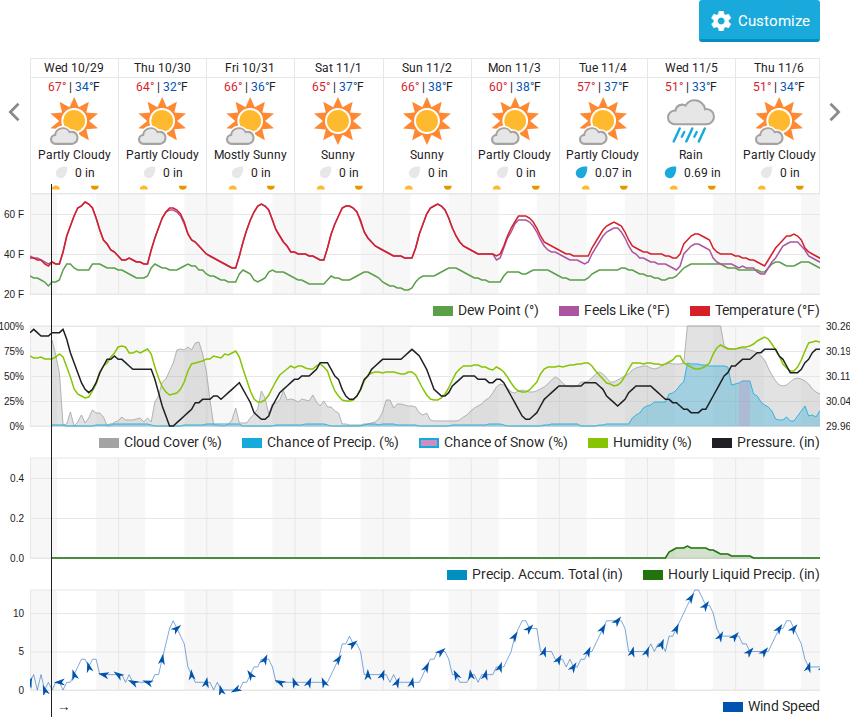 Customize
Wed 10/29 Thu 10/30 Fri 10/31 Sat 11/1 Sun 11/2 Mon 11/3 Tue 11/4 Wed 11/5 Thu 11/6
67° | 34°F 64° | 32°F 66° | 36°F 65° | 37°F 66° | 38°F 60° | 38°F 57° | 37°F 51° | 33°F 51° | 34°F
Partly Cloudy Partly Cloudy Mostly Sunny Sunny Sunny Partly Cloudy Partly Cloudy Rain Partly Cloudy
0 in 0 in 0 in 0 in 0 in 0 in 0.07 in 0.69 in 0 in
60 F
40 F
20 F
Dew Point (°) Feels Like (°F) Temperature (°F)
100% 30.26
75% 30.19
50% 30.11
25% 30.04
0% 29.96
Cloud Cover (%) Chance of Precip. (%) Chance of Snow (%) Humidity (%) Pressure. (in)
0.4
0.2
0.0
Precip. Accum. Total (in) Hourly Liquid Precip. (in)
10
5
0
→
Wind Speed